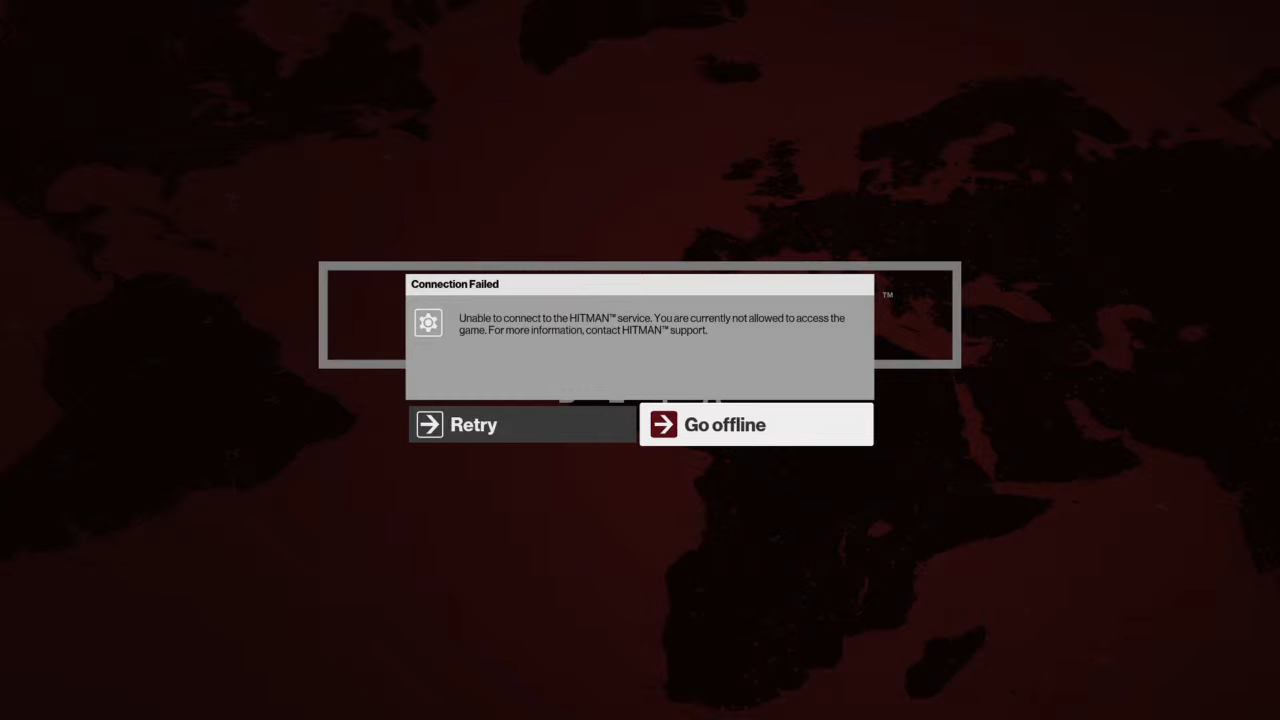 Connection Failed
TM
Unable to connect to the HITMAN™ service. You are currently not allowed to access the
game. For more information, contact HITMAN™ support.
Retry
Go offline